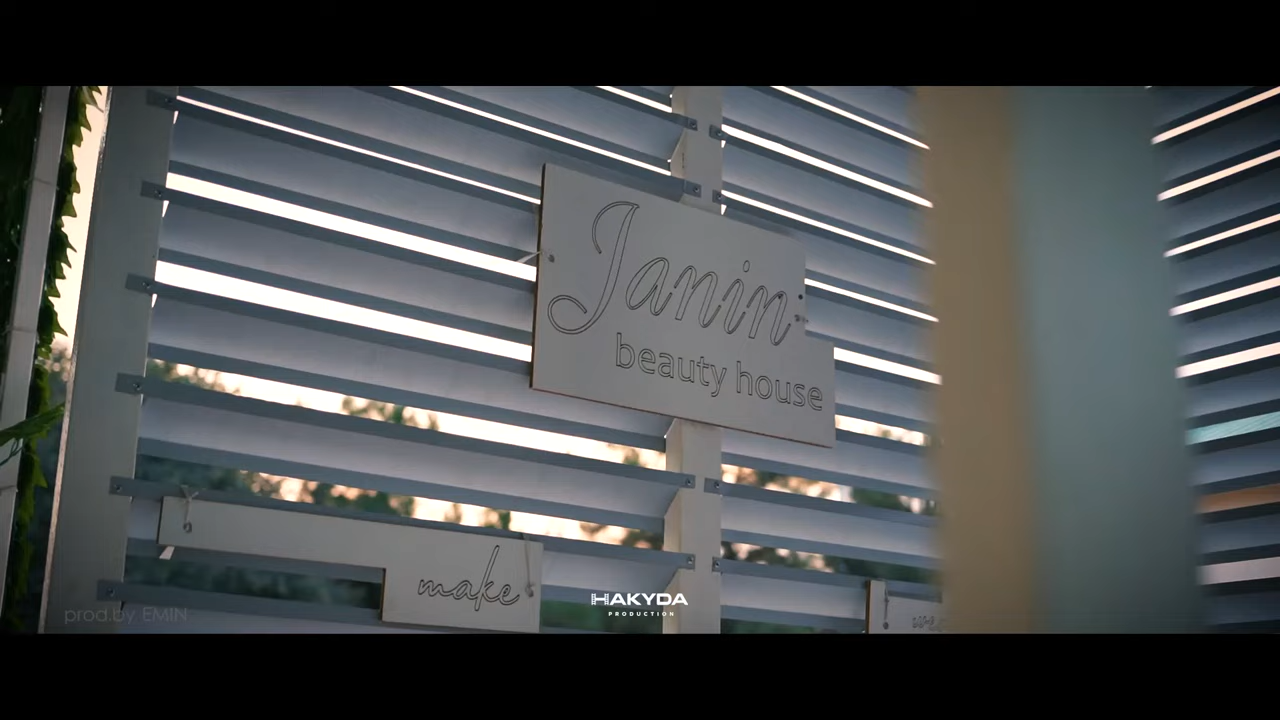 Janin
beauty house
make
prod.by EMIN
HAKYDA
PRODUCTION